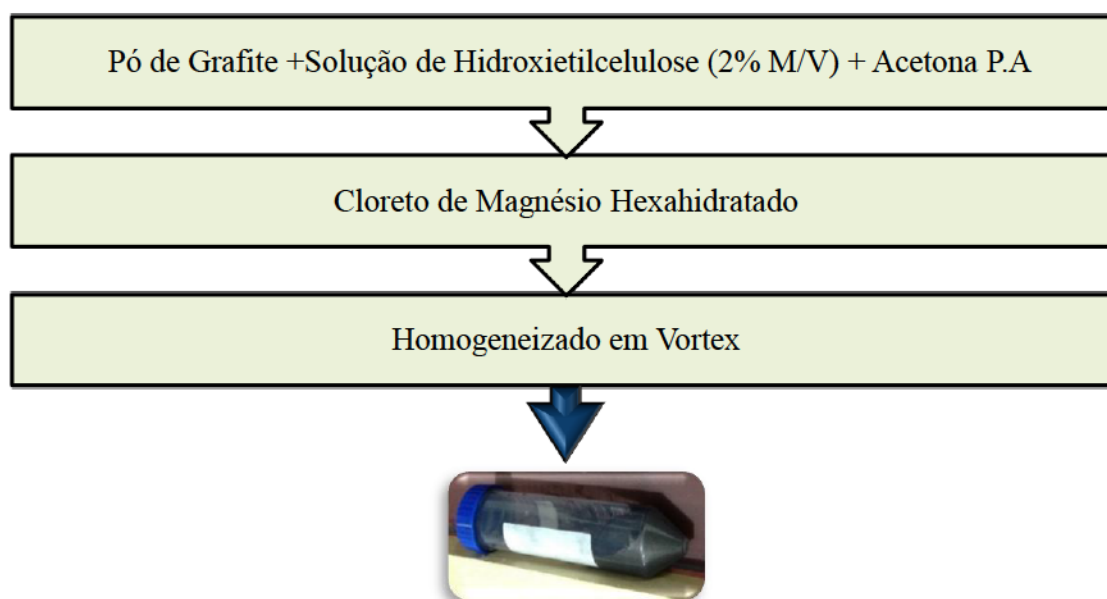 Pó de Grafite +Solução de Hidroxietilcelulose (2% M/V) + Acetona P.A
Cloreto de Magnésio Hexahidratado
Homogeneizado em Vortex